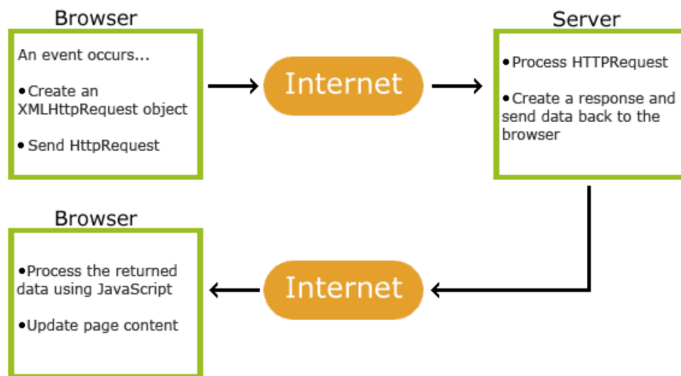 Browser
An event occurs...
•Create an
XMLHttpRequest object
•Send HttpRequest
Internet
Server
•Process HTTPRequest
•Create a response and
send data back to the
browser
Browser
•Process the returned
data using JavaScript
•Update page content
Internet